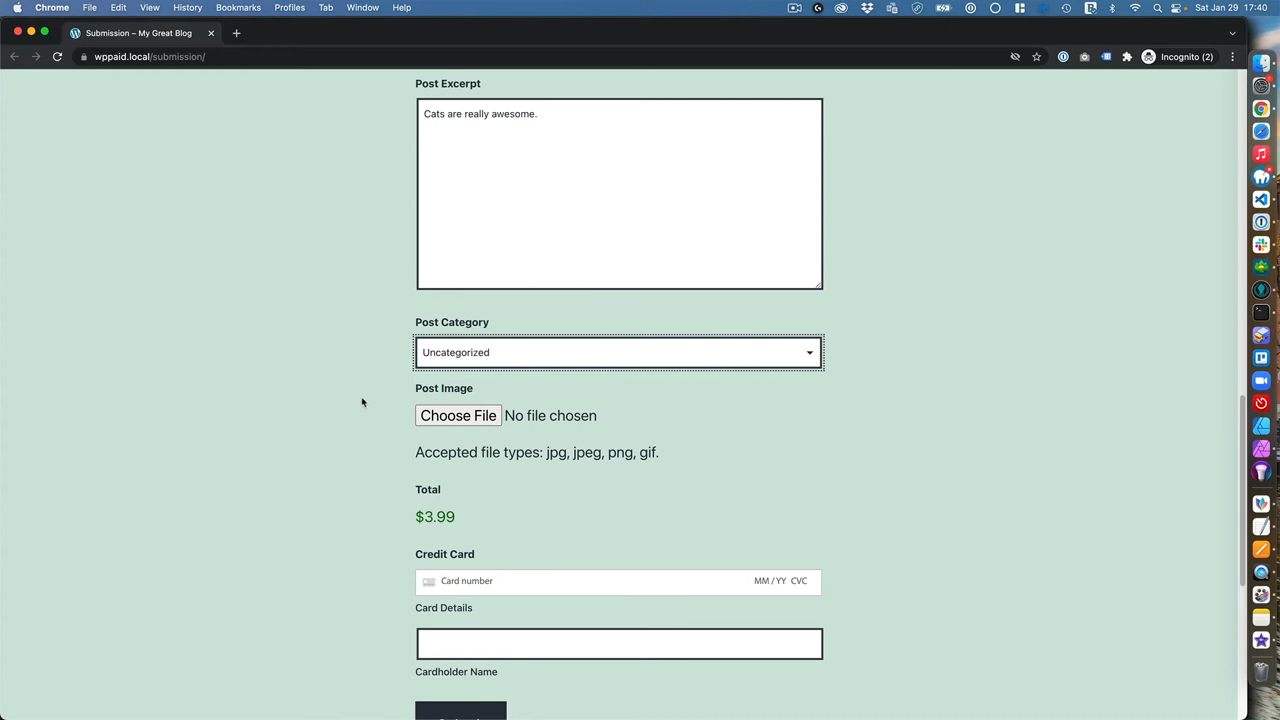 Chrome File Edit View History Bookmarks Profiles Tab Window Help Sat Jan 29 17:40
Submission – My Great Blog
wppaid.local/submission/ Incognito (2)
Post Excerpt
Cats are really awesome.
Post Category
Uncategorized
Post Image
Choose File No file chosen
Accepted file types: jpg, jpeg, png, gif.
Total
$3.99
Credit Card
Card number MM / YY CVC
Card Details
Cardholder Name